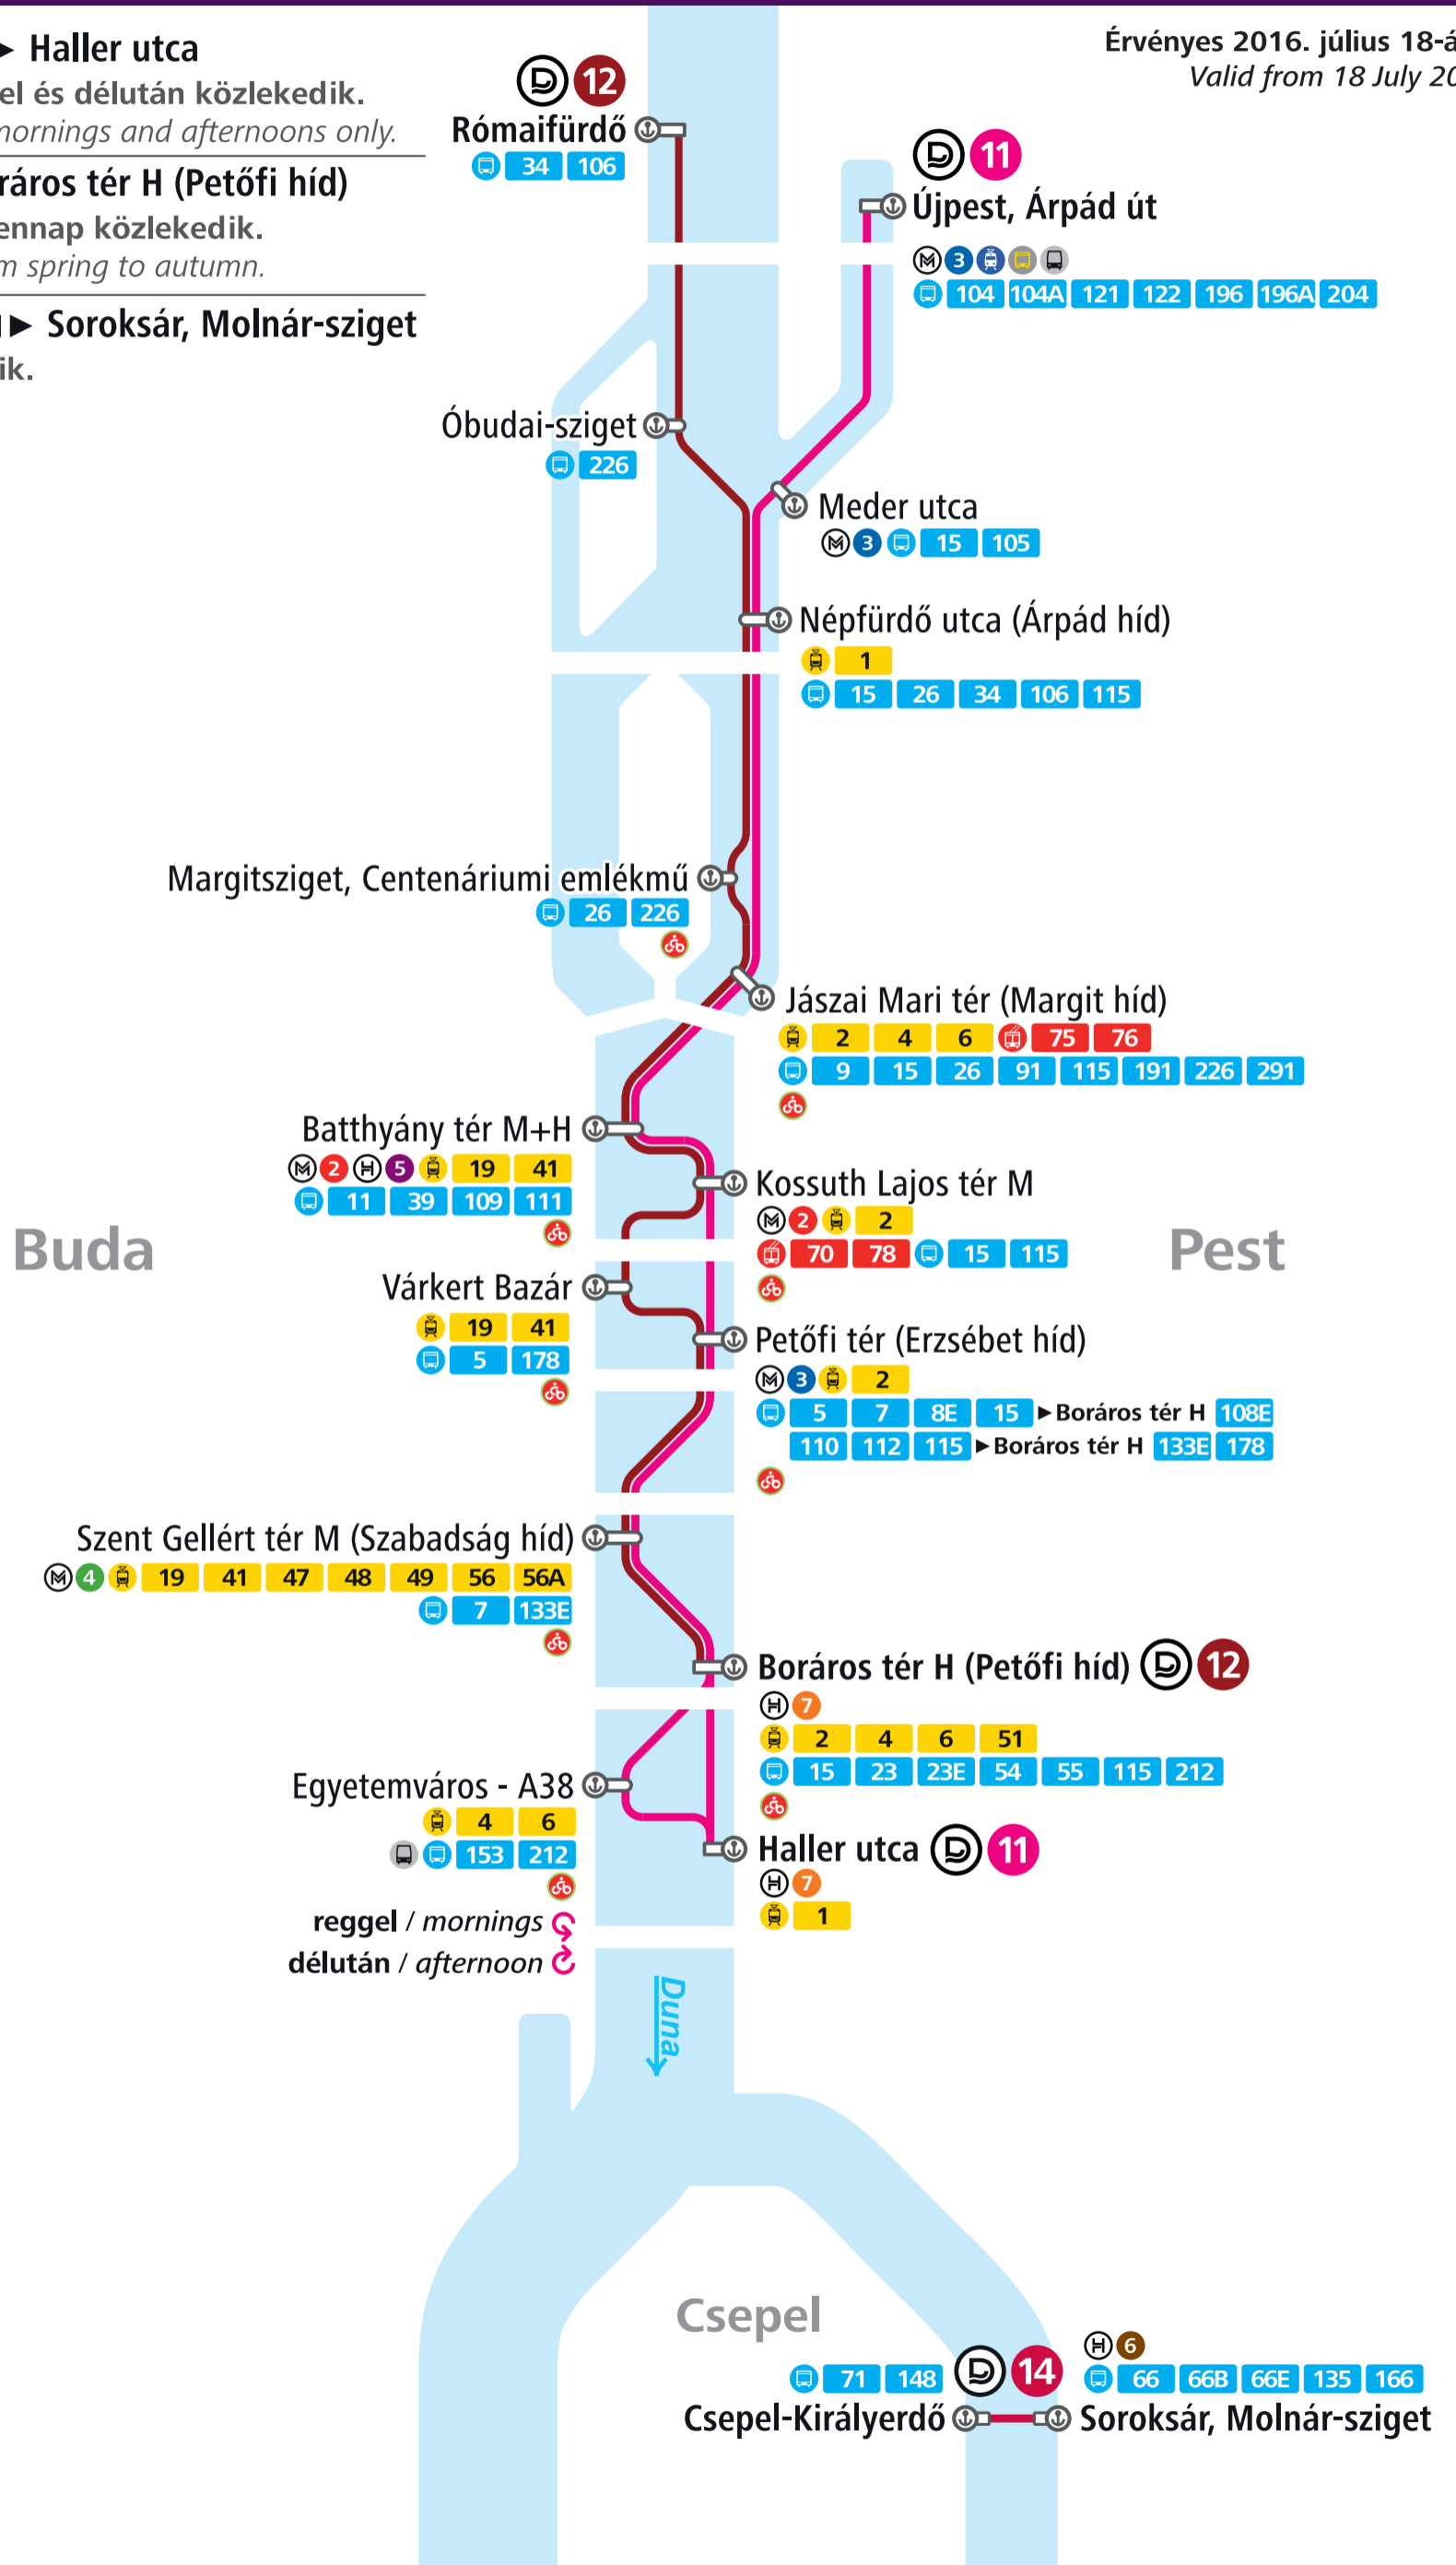 ► Haller utca
el és délután közlekedik.
mornings and afternoons only.
ráros tér H (Petőfi híd)
ennap közlekedik.
m spring to autumn.
► Soroksár, Molnár-sziget
ik.
Érvényes 2016. július 18-á
Valid from 18 July 20
D 12
Rómaifürdő
34 106
D 11
Újpest, Árpád út
M 3
104 104A 121 122 196 196A 204
Óbudai-sziget
226
Meder utca
M 3 15 105
Népfürdő utca (Árpád híd)
1
15 26 34 106 115
Margitsziget, Centenáriumi emlékmű
26 226
Jászai Mari tér (Margit híd)
2 4 6 75 76
9 15 26 91 115 191 226 291
Batthyány tér M+H
M 2 H 5 19 41
11 39 109 111
Kossuth Lajos tér M
M 2 2
70 78 15 115
Buda
Pest
Várkert Bazár
19 41
5 178
Petőfi tér (Erzsébet híd)
M 3 2
5 7 8E 15 ►Boráros tér H 108E
110 112 115 ►Boráros tér H 133E 178
Szent Gellért tér M (Szabadság híd)
M 4 19 41 47 48 49 56 56A
7 133E
Boráros tér H (Petőfi híd) D 12
H 7
2 4 6 51
15 23 23E 54 55 115 212
Egyetemváros - A38
4 6
153 212
reggel / mornings
délután / afternoon
Haller utca D 11
H 7
1
Duna
Csepel
71 148 D 14
Csepel-Királyerdő
H 6
66 66B 66E 135 166
Soroksár, Molnár-sziget